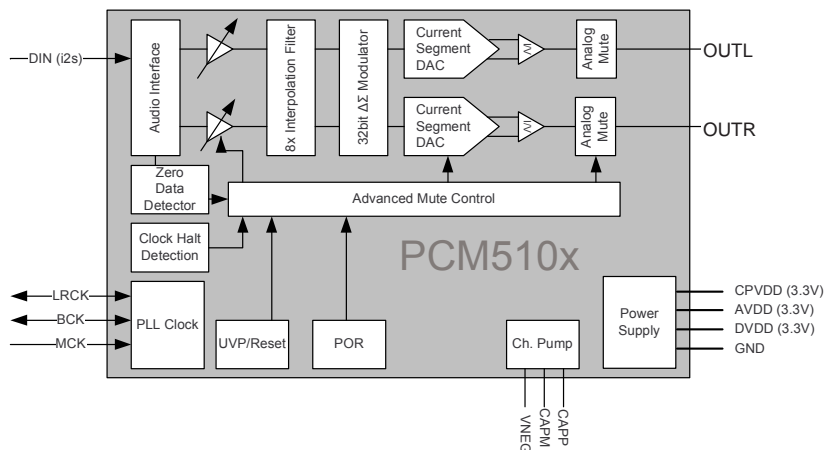 DIN (i2s)
Audio Interface
8x Interpolation Filter
32bit ΔΣ Modulator
Current
Segment
DAC
Analog
Mute
OUTL
Current
Segment
DAC
Analog
Mute
OUTR
Zero
Data
Detector
Advanced Mute Control
Clock Halt
Detection
PCM510x
LRCK
BCK
MCK
PLL Clock
UVP/Reset
POR
Ch. Pump
Power
Supply
CPVDD (3.3V)
AVDD (3.3V)
DVDD (3.3V)
GND
VNEG
CAPM
CAPP